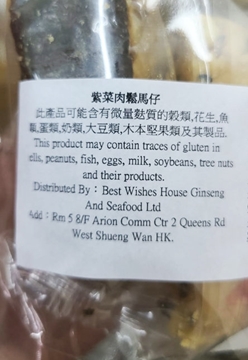 紫菜肉鬆馬仔
此產品可能含有微量麩質的穀類,花生,魚
蛋類,奶類,大豆類,木本堅果類及其製品.
This product may contain traces of gluten in
peanuts, fish, eggs, milk, soybeans, tree nuts
and their products.
Distributed By : Best Wishes House Ginseng
And Seafood Ltd
Add : Rm 5 8/F Arion Comm Ctr 2 Queens Rd
West Shueng Wan HK.